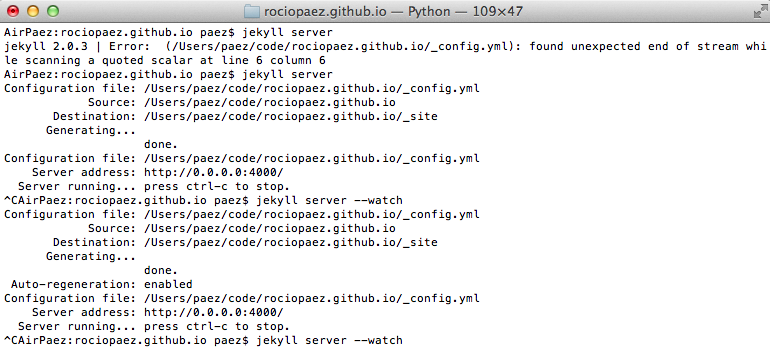 rociopaez.github.io — Python — 109×47
AirPaez:rociopaez.github.io paez$ jekyll server
jekyll 2.0.3 | Error:  (/Users/paez/code/rociopaez.github.io/_config.yml): found unexpected end of stream whi
le scanning a quoted scalar at line 6 column 6
AirPaez:rociopaez.github.io paez$ jekyll server
Configuration file: /Users/paez/code/rociopaez.github.io/_config.yml
Source: /Users/paez/code/rociopaez.github.io
Destination: /Users/paez/code/rociopaez.github.io/_site
Generating...
done.
Configuration file: /Users/paez/code/rociopaez.github.io/_config.yml
Server address: http://0.0.0.0:4000/
Server running... press ctrl-c to stop.
^CAirPaez:rociopaez.github.io paez$ jekyll server --watch
Configuration file: /Users/paez/code/rociopaez.github.io/_config.yml
Source: /Users/paez/code/rociopaez.github.io
Destination: /Users/paez/code/rociopaez.github.io/_site
Generating...
done.
Auto-regeneration: enabled
Configuration file: /Users/paez/code/rociopaez.github.io/_config.yml
Server address: http://0.0.0.0:4000/
Server running... press ctrl-c to stop.
^CAirPaez:rociopaez.github.io paez$ jekyll server --watch